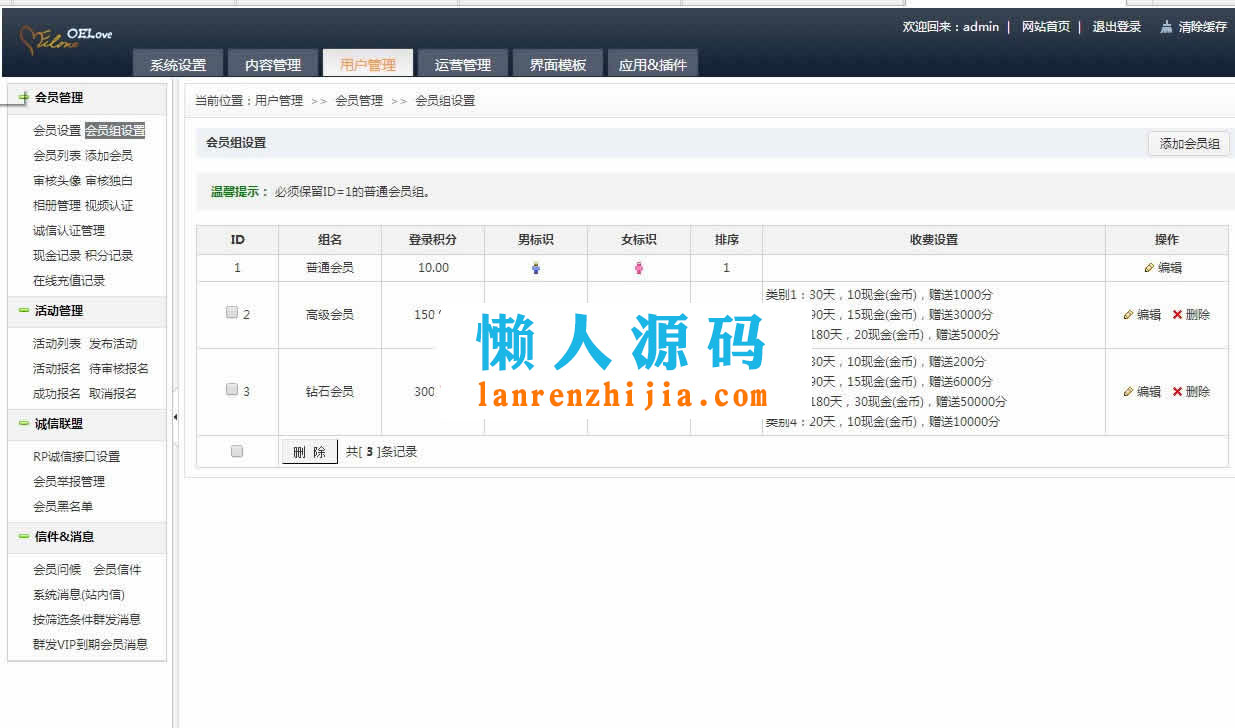 OELove
欢迎回来：admin | 网站首页 | 退出登录 清除缓存
系统设置 内容管理 用户管理 运营管理 界面模板 应用&插件
会员管理
会员设置 会员组设置
会员列表 添加会员
审核头像 审核独白
相册管理 视频认证
诚信认证管理
现金记录 积分记录
在线充值记录
活动管理
活动列表 发布活动
活动报名 待审核报名
成功报名 取消报名
诚信联盟
RP诚信接口设置
会员举报管理
会员黑名单
信件&消息
会员问候 会员信件
系统消息(站内信)
按筛选条件群发消息
群发VIP到期会员消息
当前位置：用户管理 >> 会员管理 >> 会员组设置
会员组设置 添加会员组
温馨提示： 必须保留ID=1的普通会员组。
ID 组名 登录积分 男标识 女标识 排序 收费设置 操作
1 普通会员 10.00 1 编辑
类别1：30天，10现金(金币)，赠送1000分
2 高级会员 150 90天，15现金(金币)，赠送3000分 编辑 删除
180天，20现金(金币)，赠送5000分
30天，10现金(金币)，赠送200分
90天，15现金(金币)，赠送6000分
3 钻石会员 300 180天，30现金(金币)，赠送50000分 编辑 删除
类别4：20天，10现金(金币)，赠送10000分
删 除 共[ 3 ]条记录
懒人源码
lanrenzhijia.com